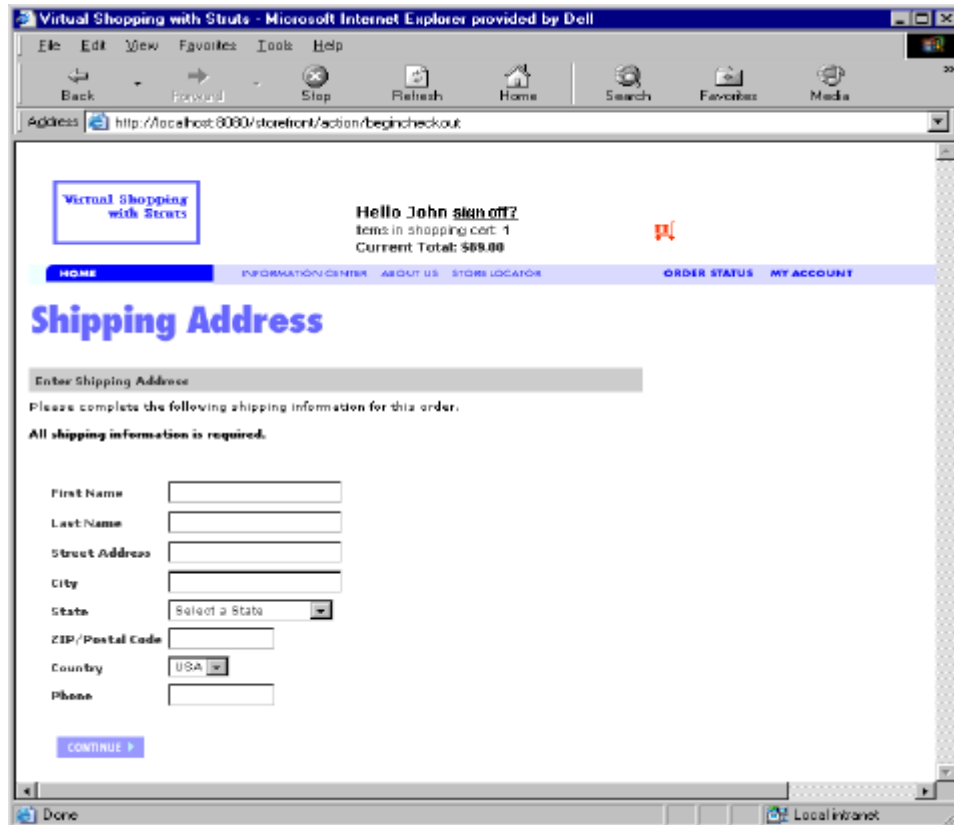 Virtual Shopping with Struts - Microsoft Internet Explorer provided by Dell
File Edit View Favorites Tools Help
Back Forward Stop Refresh Home Search Favorites Media
Address http://localhost:8080/storefront/action/begincheckout
Virtual Shopping
with Struts
Hello John sign off?
Items in shopping cart: 1
Current Total: $89.00
HOME INFORMATION CENTER ABOUT US STORE LOCATOR ORDER STATUS MY ACCOUNT
Shipping Address
Enter Shipping Address
Please complete the following shipping information for this order.
All shipping information is required.
First Name
Last Name
Street Address
City
State Select a State
ZIP/Postal Code
Country USA
Phone
CONTINUE
Done Local intranet